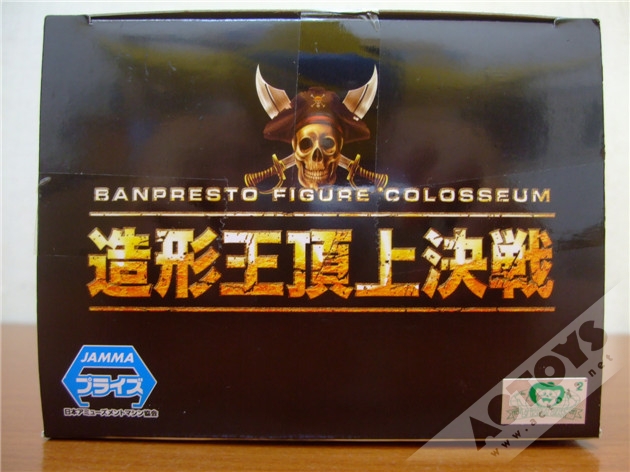 BANPRESTO FIGURE COLOSSEUM
造形王頂上決戦
JAMMA
プライズ
日本アミューズメントマシン協会
2
ACTOYS